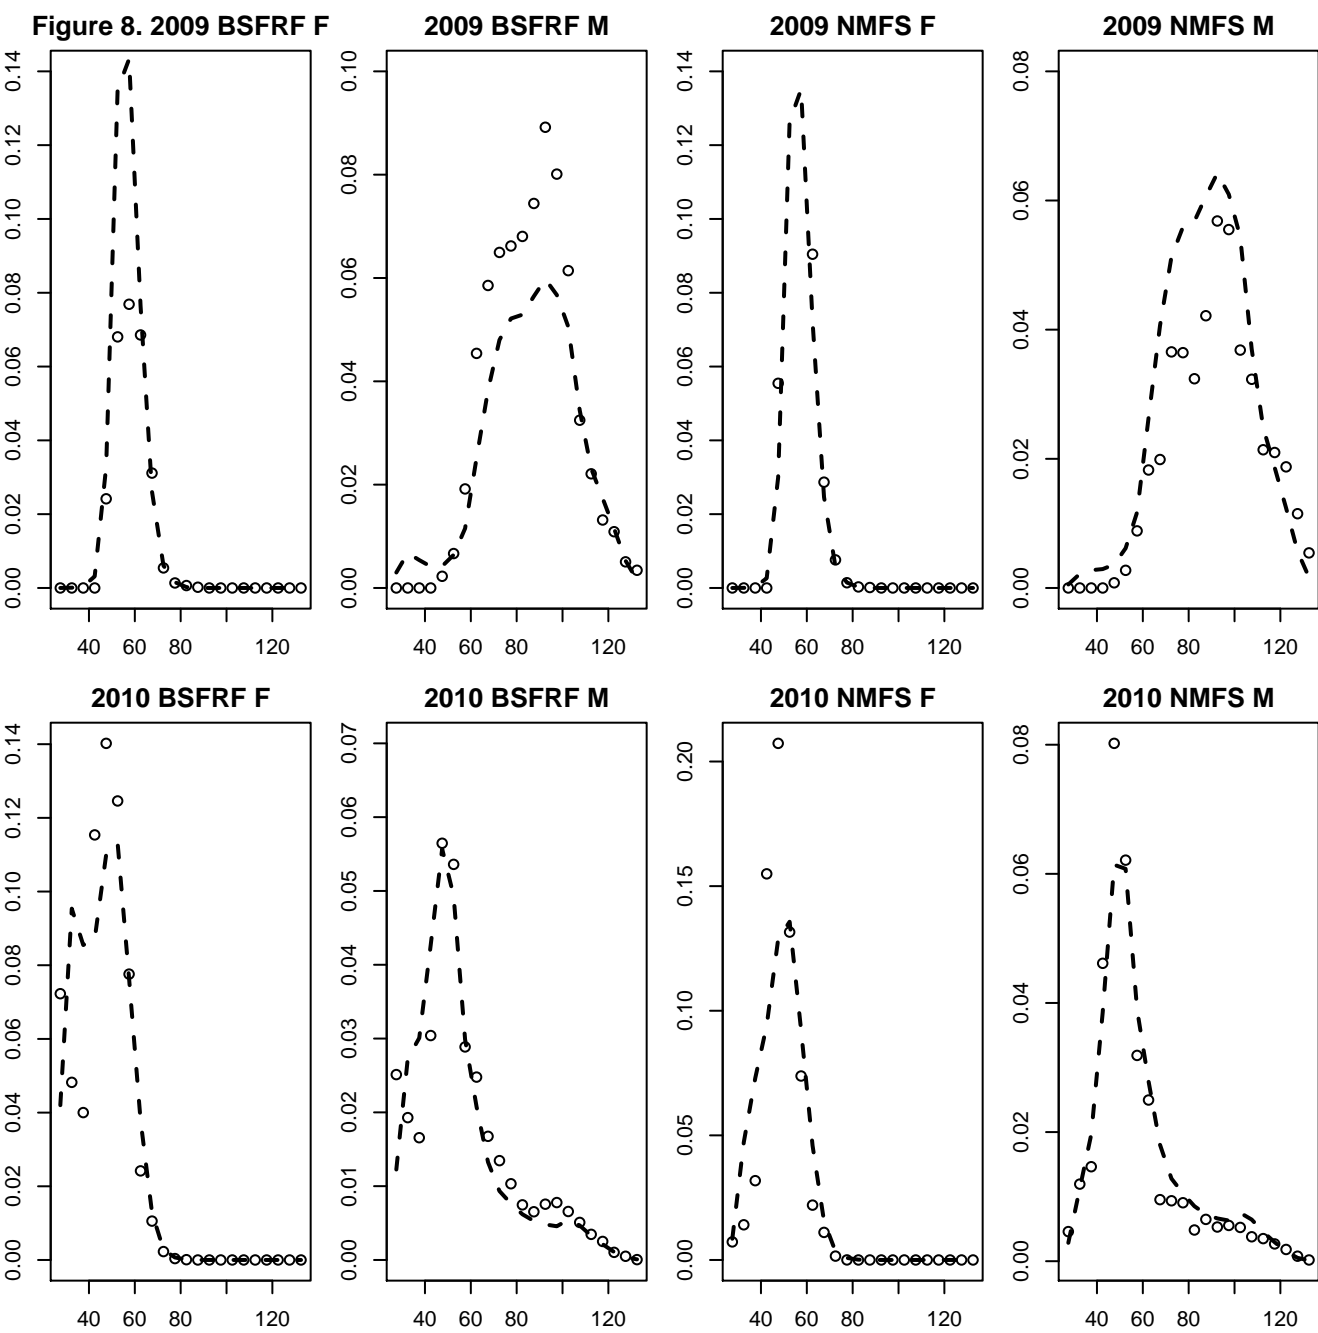 Figure 8. 2009 BSFRF F
0.00 0.02 0.04 0.06 0.08 0.10 0.12 0.14
40 60 80 120
2009 BSFRF M
0.00 0.02 0.04 0.06 0.08 0.10
40 60 80 120
2009 NMFS F
0.00 0.02 0.04 0.06 0.08 0.10 0.12 0.14
40 60 80 120
2009 NMFS M
0.00 0.02 0.04 0.06 0.08
40 60 80 120
2010 BSFRF F
0.00 0.02 0.04 0.06 0.08 0.10 0.12 0.14
40 60 80 120
2010 BSFRF M
0.00 0.01 0.02 0.03 0.04 0.05 0.06 0.07
40 60 80 120
2010 NMFS F
0.00 0.05 0.10 0.15 0.20
40 60 80 120
2010 NMFS M
0.00 0.02 0.04 0.06 0.08
40 60 80 120